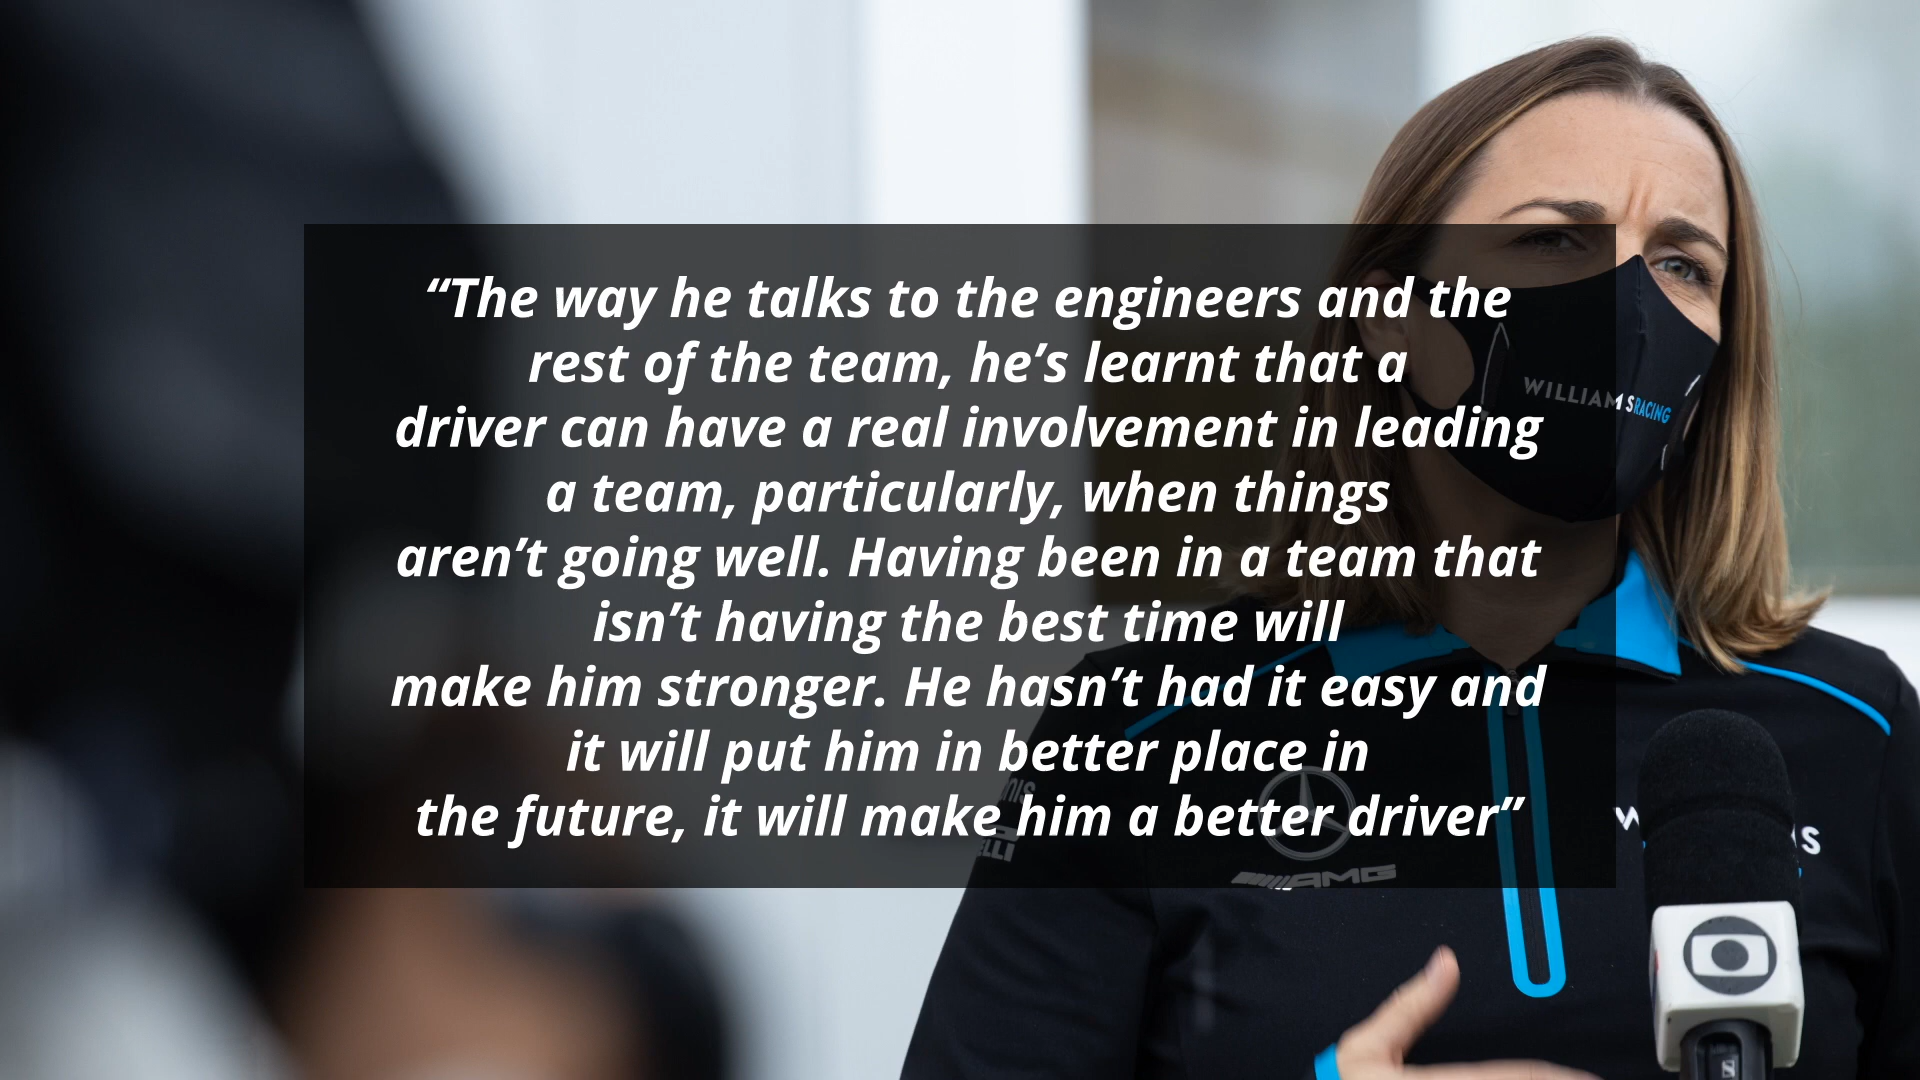 “The way he talks to the engineers and the
rest of the team, he’s learnt that a
driver can have a real involvement in leading
a team, particularly, when things
aren’t going well. Having been in a team that
isn’t having the best time will
make him stronger. He hasn’t had it easy and
it will put him in better place in
the future, it will make him a better driver”
WILLIAMS RACING
AMG